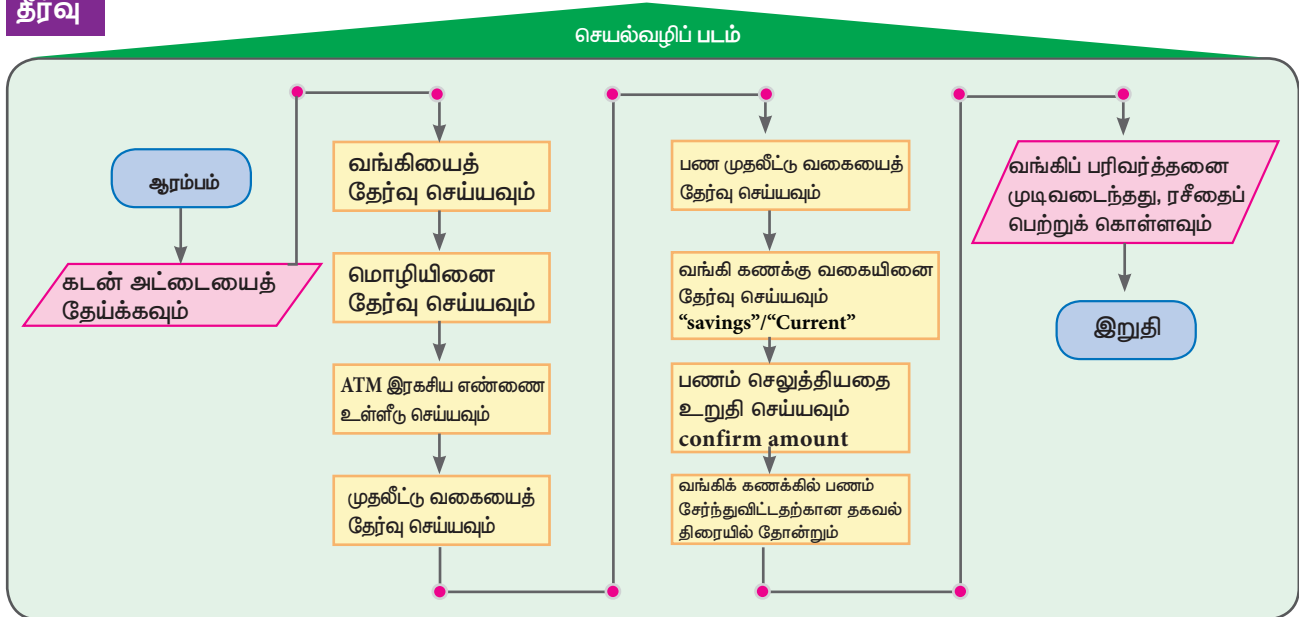 தீர்வு
செயல்வழிப் படம்
ஆரம்பம்
கடன் அட்டையைத்
தேய்க்கவும்
வங்கியைத்
தேர்வு செய்யவும்
மொழியினை
தேர்வு செய்யவும்
ATM இரகசிய எண்ணை
உள்ளீடு செய்யவும்
முதலீட்டு வகையைத்
தேர்வு செய்யவும்
பண முதலீட்டு வகையைத்
தேர்வு செய்யவும்
வங்கி கணக்கு வகையினை
தேர்வு செய்யவும்
“savings”/“Current”
பணம் செலுத்தியதை
உறுதி செய்யவும்
confirm amount
வங்கிக் கணக்கில் பணம்
சேர்ந்துவிட்டதற்கான தகவல்
திரையில் தோன்றும்
வங்கிப் பரிவர்த்தனை
முடிவடைந்தது, ரசீதைப்
பெற்றுக் கொள்ளவும்
இறுதி